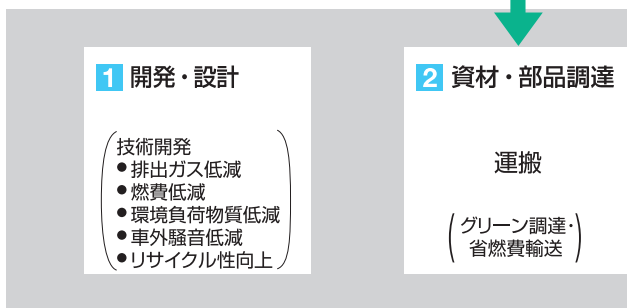 1 開発・設計
技術開発
●排出ガス低減
●燃費低減
●環境負荷物質低減
●車外騒音低減
●リサイクル性向上
2 資材・部品調達
運搬
グリーン調達・
省燃費輸送